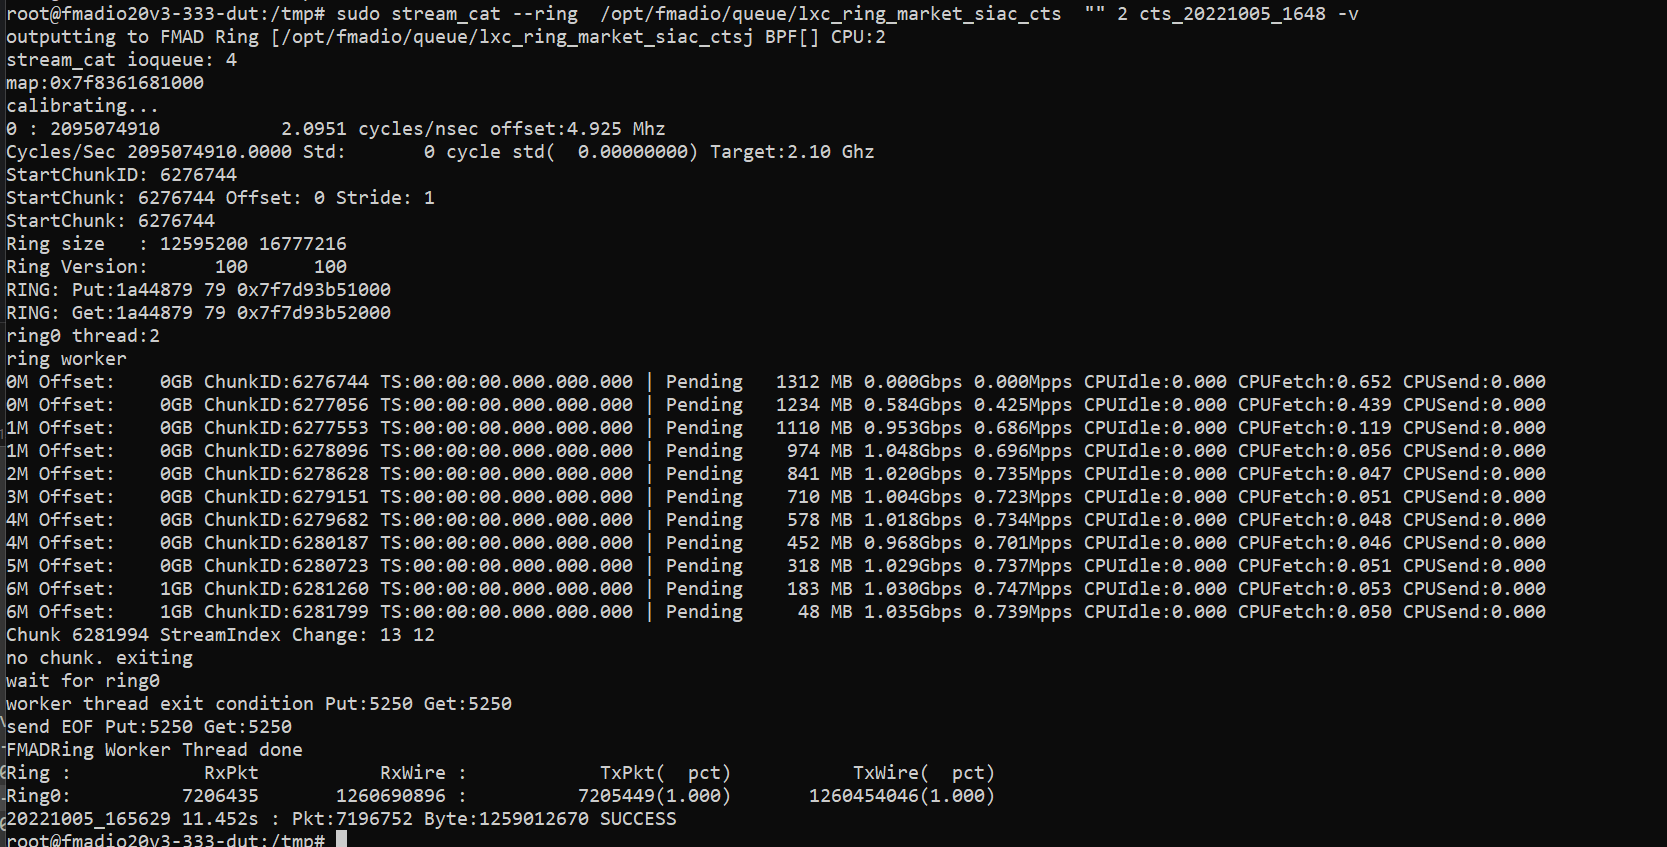 root@fmadio20v3-333-dut:/tmp# sudo stream_cat --ring  /opt/fmadio/queue/lxc_ring_market_siac_cts  "" 2 cts_20221005_1648 -v
outputting to FMAD Ring [/opt/fmadio/queue/lxc_ring_market_siac_ctsj BPF[] CPU:2
stream_cat ioqueue: 4
map:0x7f8361681000
calibrating...
0 : 2095074910           2.0951 cycles/nsec offset:4.925 Mhz
Cycles/Sec 2095074910.0000 Std:       0 cycle std(  0.00000000) Target:2.10 Ghz
StartChunkID: 6276744
StartChunk: 6276744 Offset: 0 Stride: 1
StartChunk: 6276744
Ring size   : 12595200 16777216
Ring Version:      100      100
RING: Put:1a44879 79 0x7f7d93b51000
RING: Get:1a44879 79 0x7f7d93b52000
ring0 thread:2
ring worker
0M Offset:    0GB ChunkID:6276744 TS:00:00:00.000.000.000 | Pending   1312 MB 0.000Gbps 0.000Mpps CPUIdle:0.000 CPUFetch:0.652 CPUSend:0.000
0M Offset:    0GB ChunkID:6277056 TS:00:00:00.000.000.000 | Pending   1234 MB 0.584Gbps 0.425Mpps CPUIdle:0.000 CPUFetch:0.439 CPUSend:0.000
1M Offset:    0GB ChunkID:6277553 TS:00:00:00.000.000.000 | Pending   1110 MB 0.953Gbps 0.686Mpps CPUIdle:0.000 CPUFetch:0.119 CPUSend:0.000
1M Offset:    0GB ChunkID:6278096 TS:00:00:00.000.000.000 | Pending    974 MB 1.048Gbps 0.696Mpps CPUIdle:0.000 CPUFetch:0.056 CPUSend:0.000
2M Offset:    0GB ChunkID:6278628 TS:00:00:00.000.000.000 | Pending    841 MB 1.020Gbps 0.735Mpps CPUIdle:0.000 CPUFetch:0.047 CPUSend:0.000
3M Offset:    0GB ChunkID:6279151 TS:00:00:00.000.000.000 | Pending    710 MB 1.004Gbps 0.723Mpps CPUIdle:0.000 CPUFetch:0.051 CPUSend:0.000
4M Offset:    0GB ChunkID:6279682 TS:00:00:00.000.000.000 | Pending    578 MB 1.018Gbps 0.734Mpps CPUIdle:0.000 CPUFetch:0.048 CPUSend:0.000
4M Offset:    0GB ChunkID:6280187 TS:00:00:00.000.000.000 | Pending    452 MB 0.968Gbps 0.701Mpps CPUIdle:0.000 CPUFetch:0.046 CPUSend:0.000
5M Offset:    0GB ChunkID:6280723 TS:00:00:00.000.000.000 | Pending    318 MB 1.029Gbps 0.737Mpps CPUIdle:0.000 CPUFetch:0.051 CPUSend:0.000
6M Offset:    1GB ChunkID:6281260 TS:00:00:00.000.000.000 | Pending    183 MB 1.030Gbps 0.747Mpps CPUIdle:0.000 CPUFetch:0.053 CPUSend:0.000
6M Offset:    1GB ChunkID:6281799 TS:00:00:00.000.000.000 | Pending     48 MB 1.035Gbps 0.739Mpps CPUIdle:0.000 CPUFetch:0.050 CPUSend:0.000
Chunk 6281994 StreamIndex Change: 13 12
no chunk. exiting
wait for ring0
worker thread exit condition Put:5250 Get:5250
send EOF Put:5250 Get:5250
FMADRing Worker Thread done
Ring :            RxPkt           RxWire :            TxPkt(  pct)           TxWire(  pct)
Ring0:          7206435       1260690896 :          7205449(1.000)       1260454046(1.000)
20221005_165629 11.452s : Pkt:7196752 Byte:1259012670 SUCCESS
root@fmadio20v3-333-dut:/tmp#